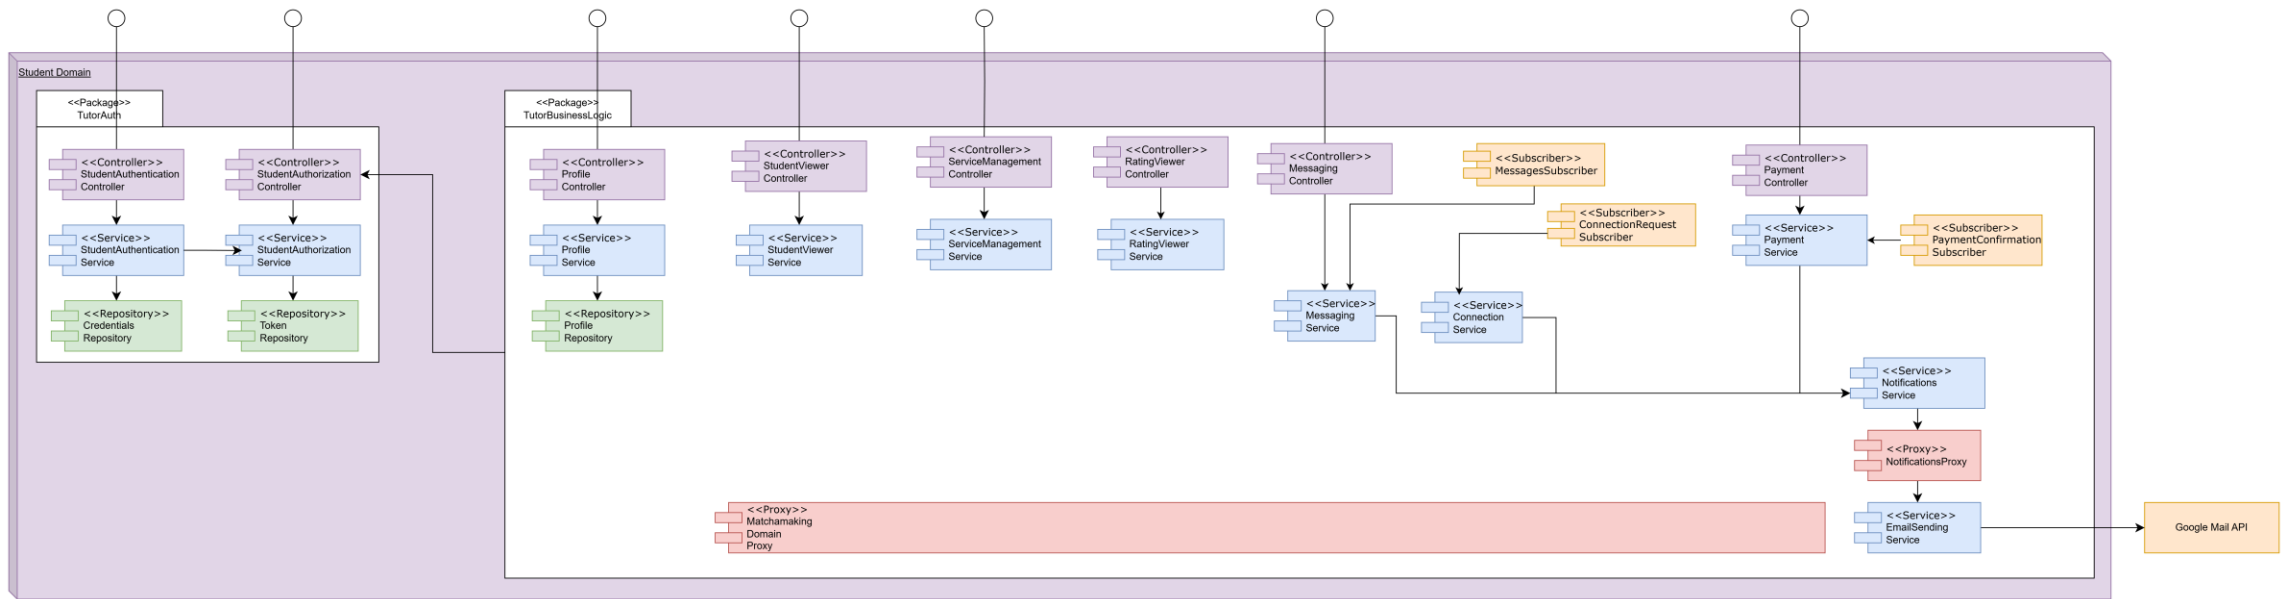 Student Domain
<<Package>>
TutorAuth
<<Package>>
TutorBusinessLogic
<<Controller>>
StudentAuthentication
Controller
<<Controller>>
StudentAuthorization
Controller
<<Controller>>
Profile
Controller
<<Controller>>
StudentViewer
Controller
<<Controller>>
ServiceManagement
Controller
<<Controller>>
RatingViewer
Controller
<<Controller>>
Messaging
Controller
<<Subscriber>>
MessagesSubscriber
<<Controller>>
Payment
Controller
<<Subscriber>>
ConnectionRequest
Subscriber
<<Service>>
StudentAuthentication
Service
<<Service>>
StudentAuthorization
Service
<<Service>>
Profile
Service
<<Service>>
StudentViewer
Service
<<Service>>
ServiceManagement
Service
<<Service>>
RatingViewer
Service
<<Service>>
Payment
Service
<<Subscriber>>
PaymentConfirmation
Subscriber
<<Repository>>
Credentials
Repository
<<Repository>>
Token
Repository
<<Repository>>
Profile
Repository
<<Service>>
Messaging
Service
<<Service>>
Connection
Service
<<Service>>
Notifications
Service
<<Proxy>>
NotificationsProxy
<<Proxy>>
Matchamaking
Domain
Proxy
<<Service>>
EmailSending
Service
Google Mail API